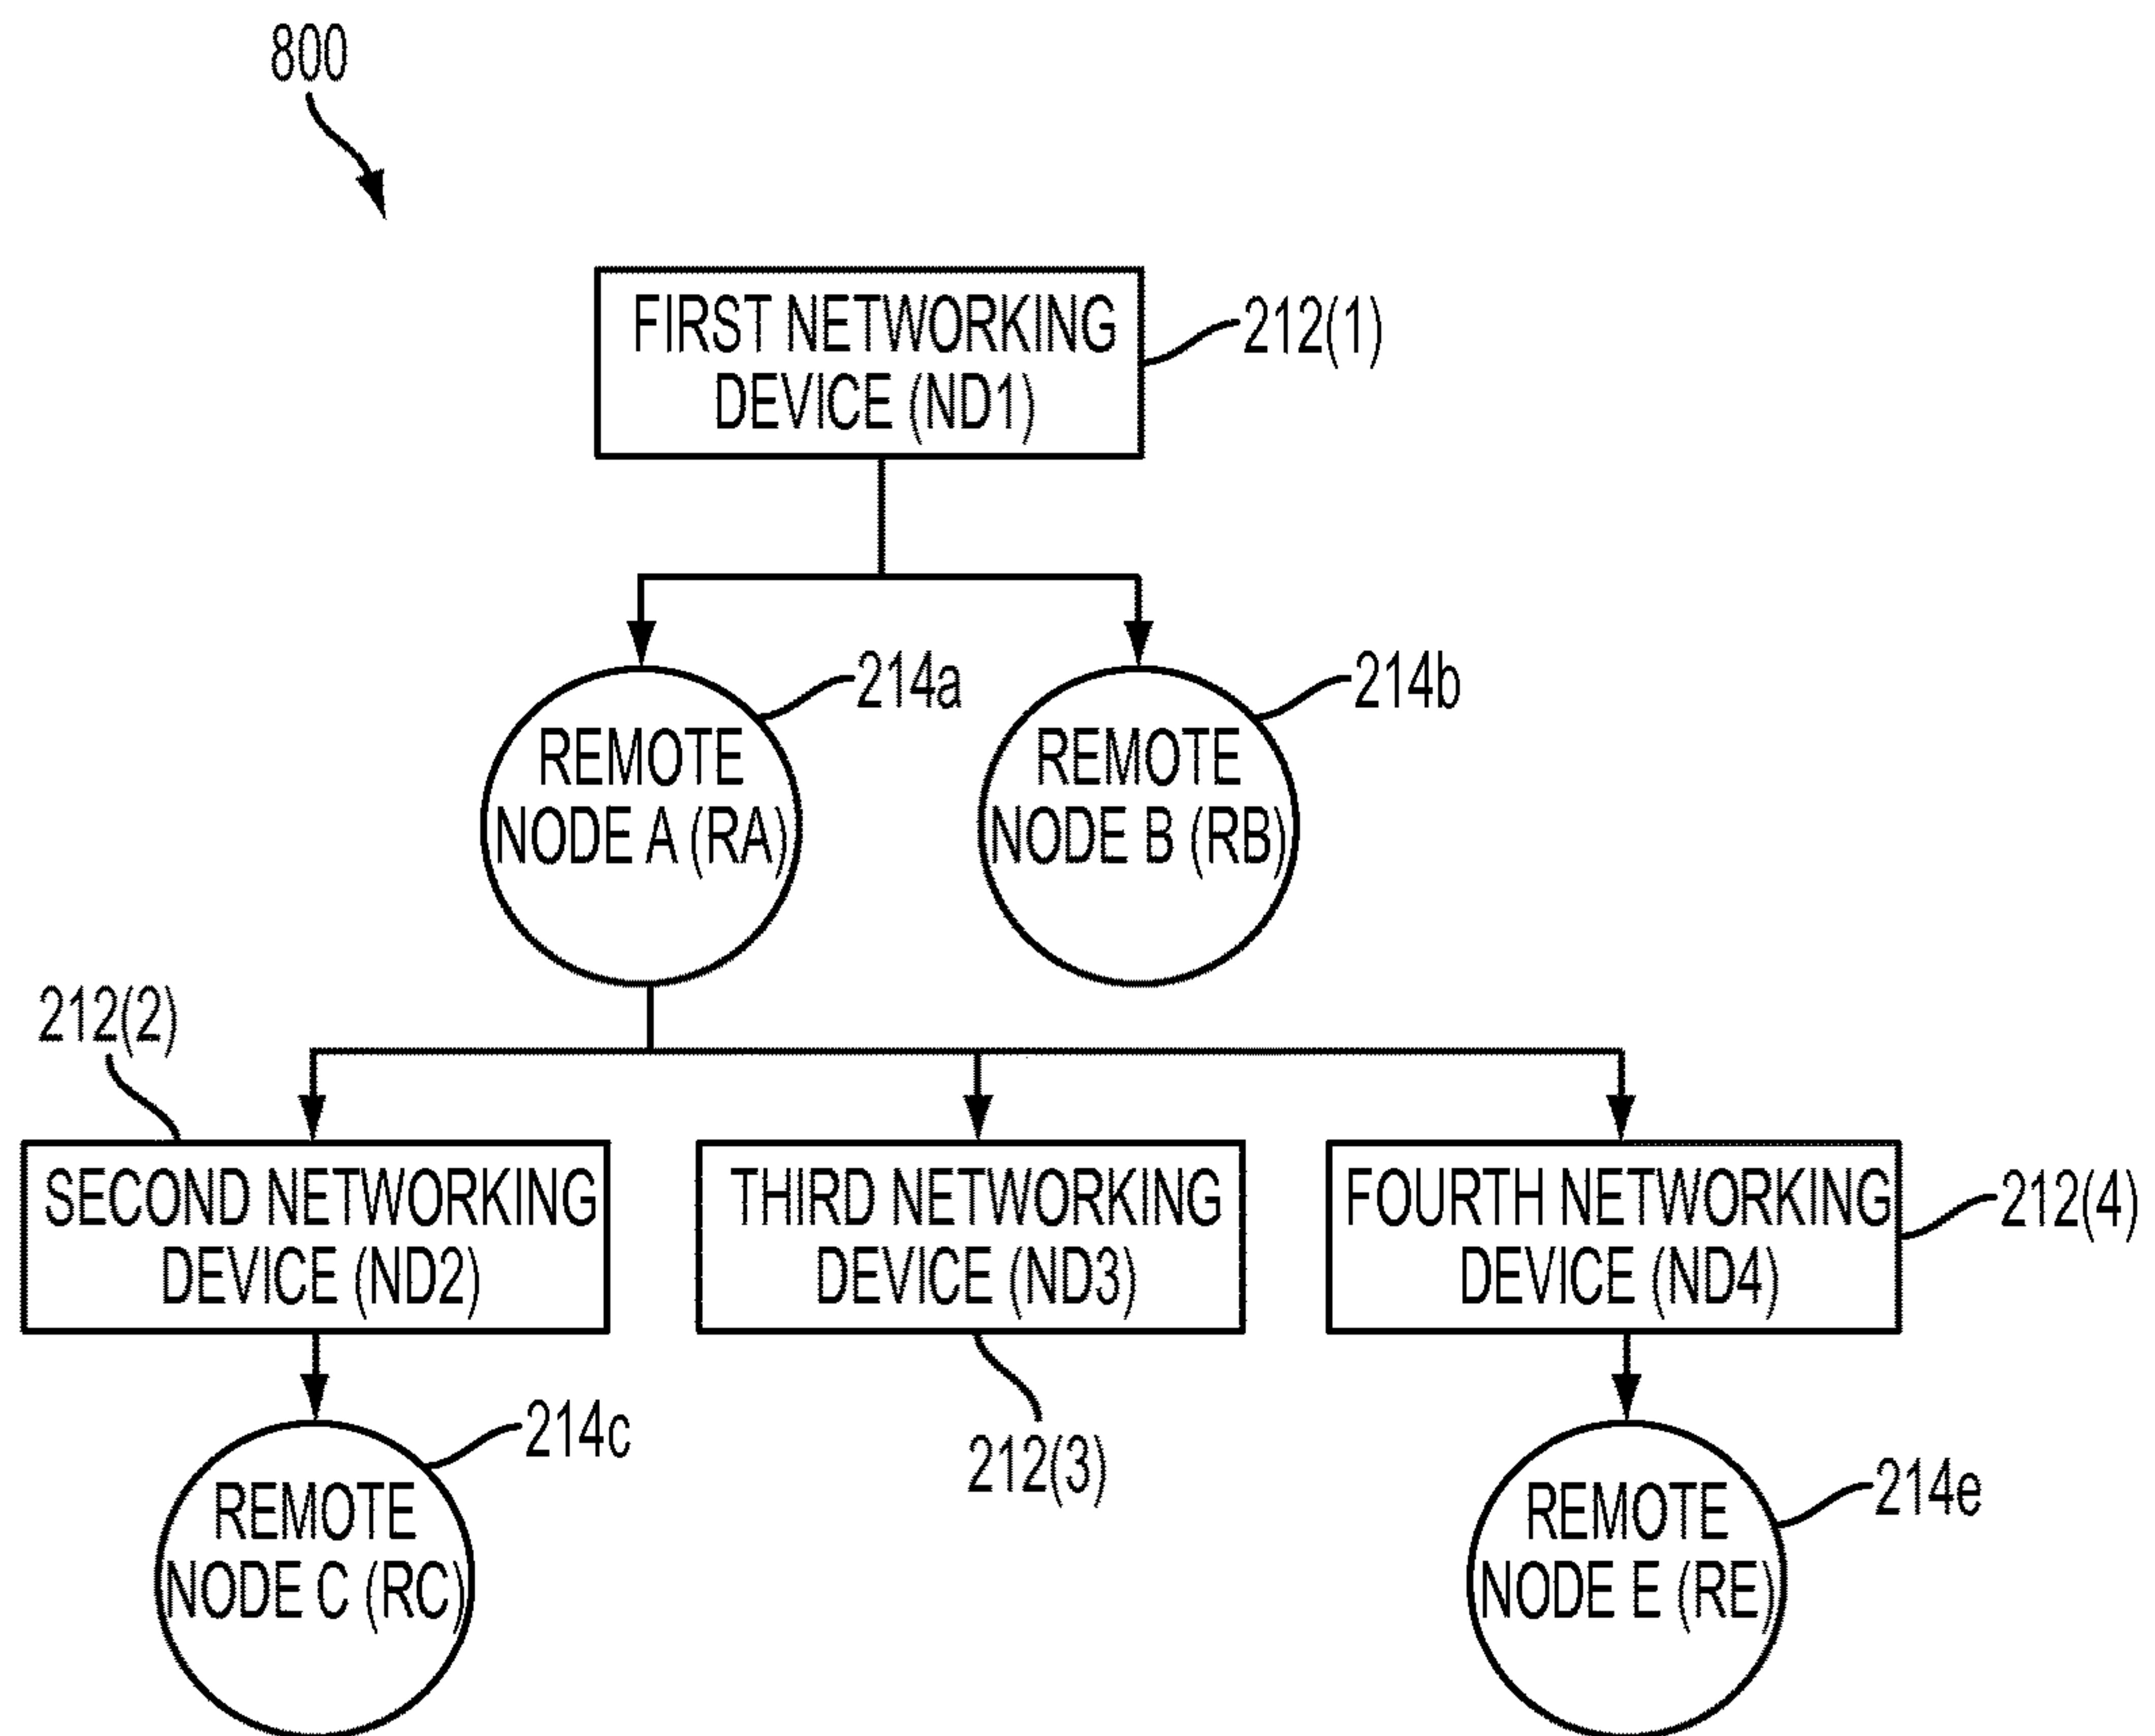 800
FIRST NETWORKING
DEVICE (ND1)
212(1)
214a
214b
REMOTE
NODE A (RA)
REMOTE
NODE B (RB)
212(2)
SECOND NETWORKING
DEVICE (ND2)
THIRD NETWORKING
DEVICE (ND3)
FOURTH NETWORKING
DEVICE (ND4)
212(4)
214c
212(3)
214e
REMOTE
NODE C (RC)
REMOTE
NODE E (RE)